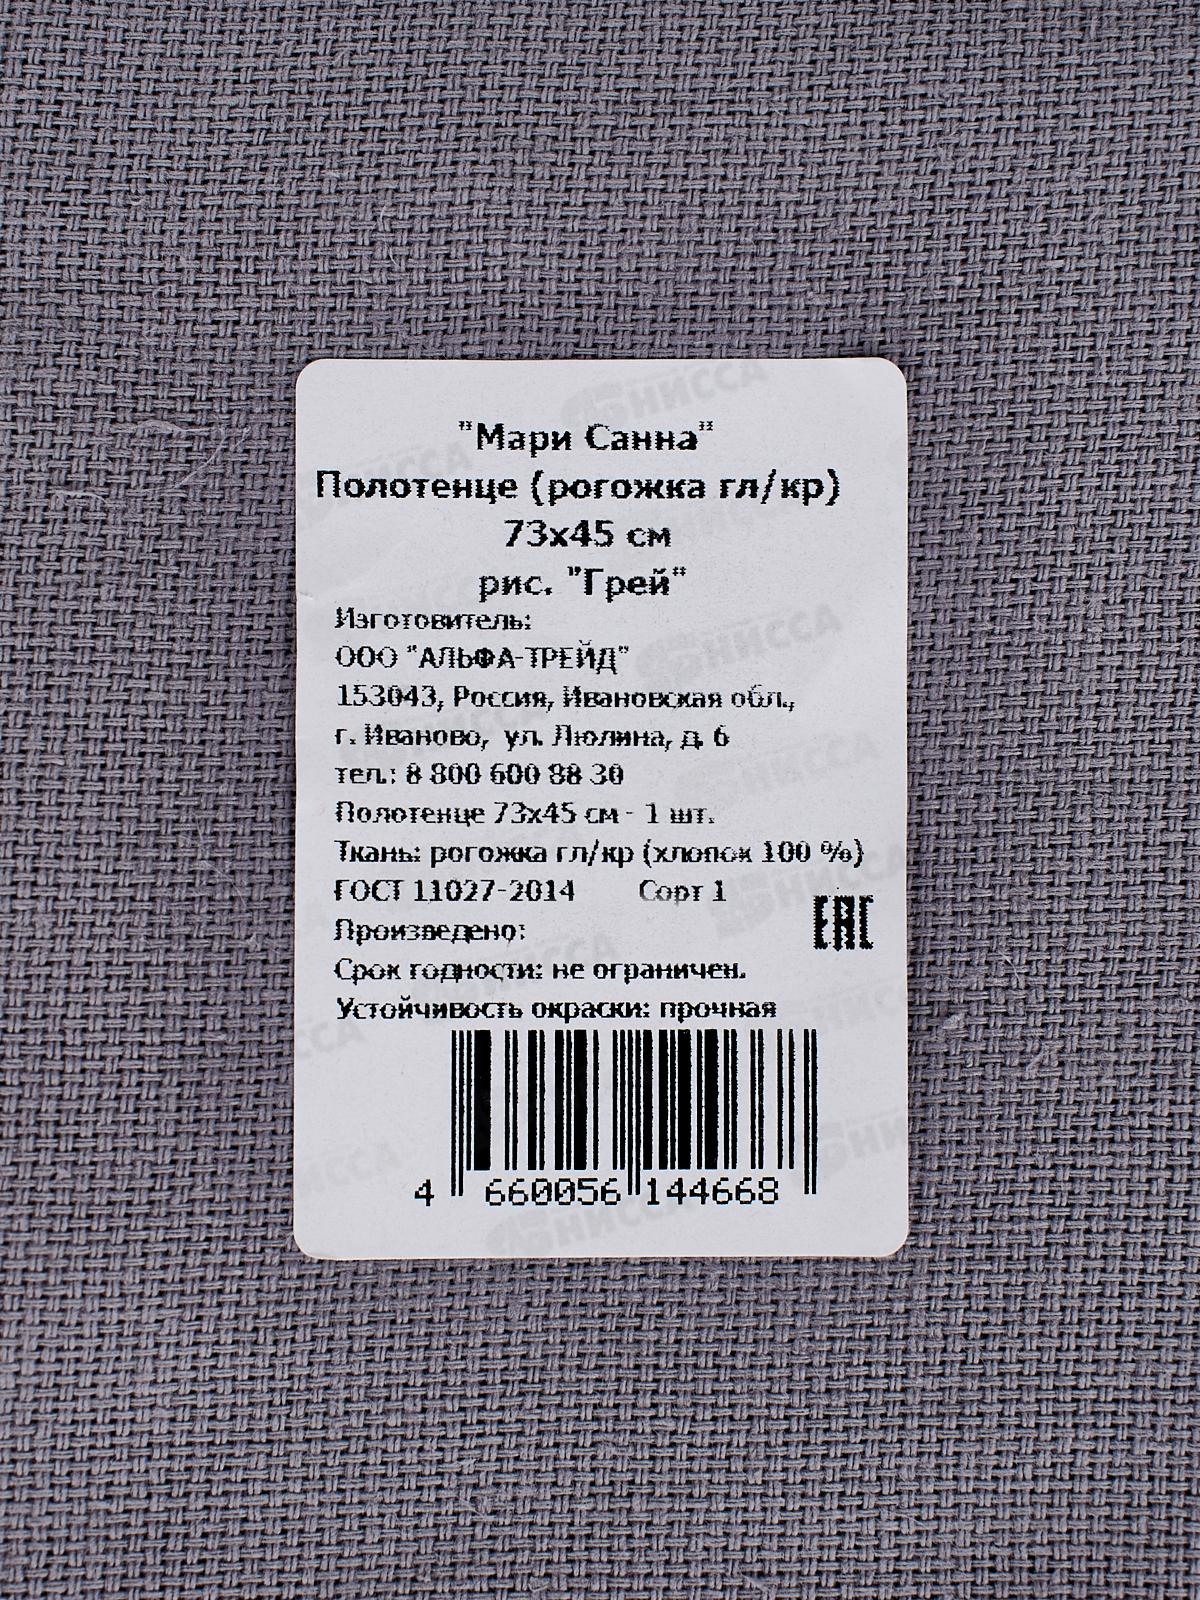 "Мари Санна"
Полотенце (рогожка гл/кр)
73х45 см
рис. "Грей"
Изготовитель:
ООО "АЛЬФА-ТРЕЙД"
153043, Россия, Ивановская обл.,
г. Иваново, ул. Люлина, д. 6
тел.: 8 800 600 88 30
Полотенце 73х45 см - 1 шт.
Ткань: рогожка гл/кр (хлопок 100 %)
ГОСТ 11027-2014 Сорт 1
EAC
Произведено:
Срок годности: не ограничен.
Устойчивость окраски: прочная
4 660056 144668
НИССА